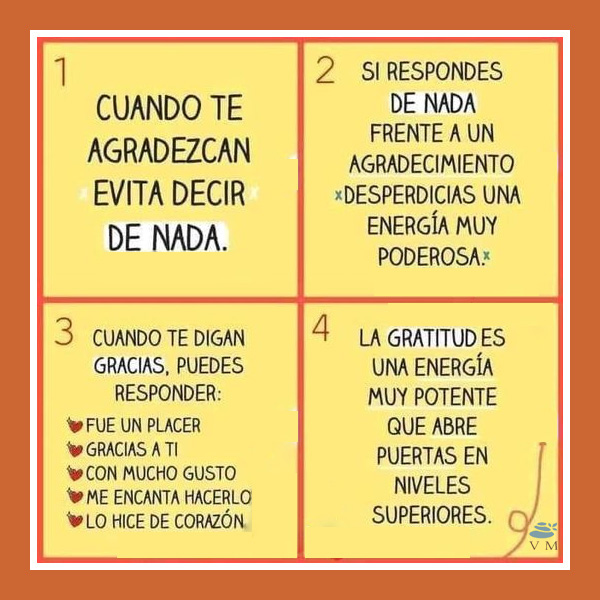 1
CUANDO TE
AGRADEZCAN
EVITA DECIR
DE NADA.
2
SI RESPONDES
DE NADA
FRENTE A UN
AGRADECIMIENTO
DESPERDICIAS UNA
ENERGÍA MUY
PODEROSA.
3
CUANDO TE DIGAN
GRACIAS, PUEDES
RESPONDER:
FUE UN PLACER
GRACIAS A TI
CON MUCHO GUSTO
ME ENCANTA HACERLO
LO HICE DE CORAZÓN
4
LA GRATITUD ES
UNA ENERGÍA
MUY POTENTE
QUE ABRE
PUERTAS EN
NIVELES
SUPERIORES.
VM